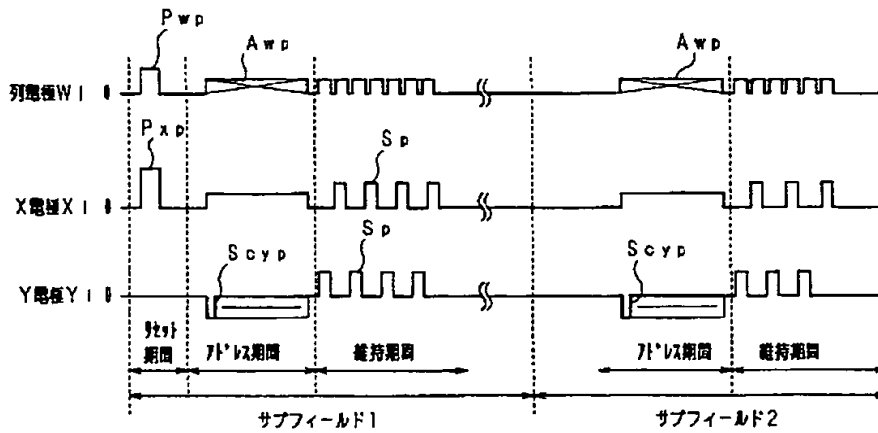 Pwp
Awp
Awp
列電極Wi 0
Pxp
Sp
X電極Xi 0
Scyp
Sp
Scyp
Y電極Yi 0
リセット
期間
アドレス期間
維持期間
アドレス期間
維持期間
サブフィールド1
サブフィールド2